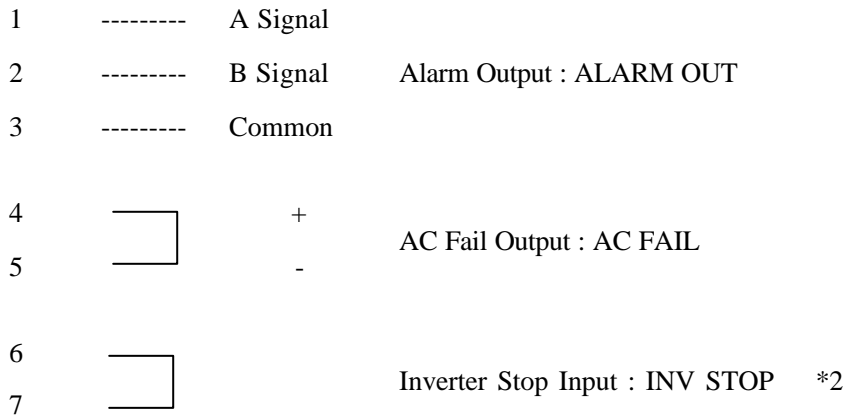 1 --------- A Signal
2 --------- B Signal Alarm Output : ALARM OUT
3 --------- Common
4 +
AC Fail Output : AC FAIL
5 -
6
Inverter Stop Input : INV STOP *2
7